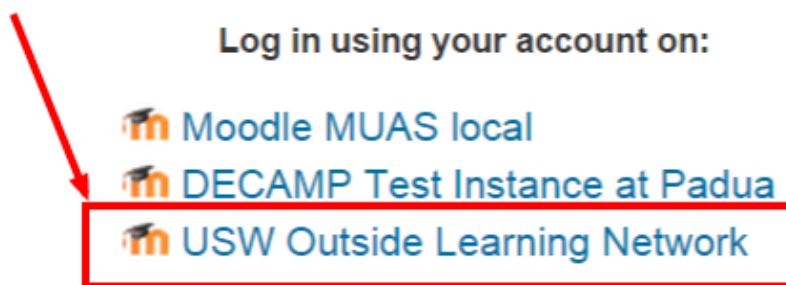 Log in using your account on:
Moodle MUAS local
DECAMP Test Instance at Padua
USW Outside Learning Network